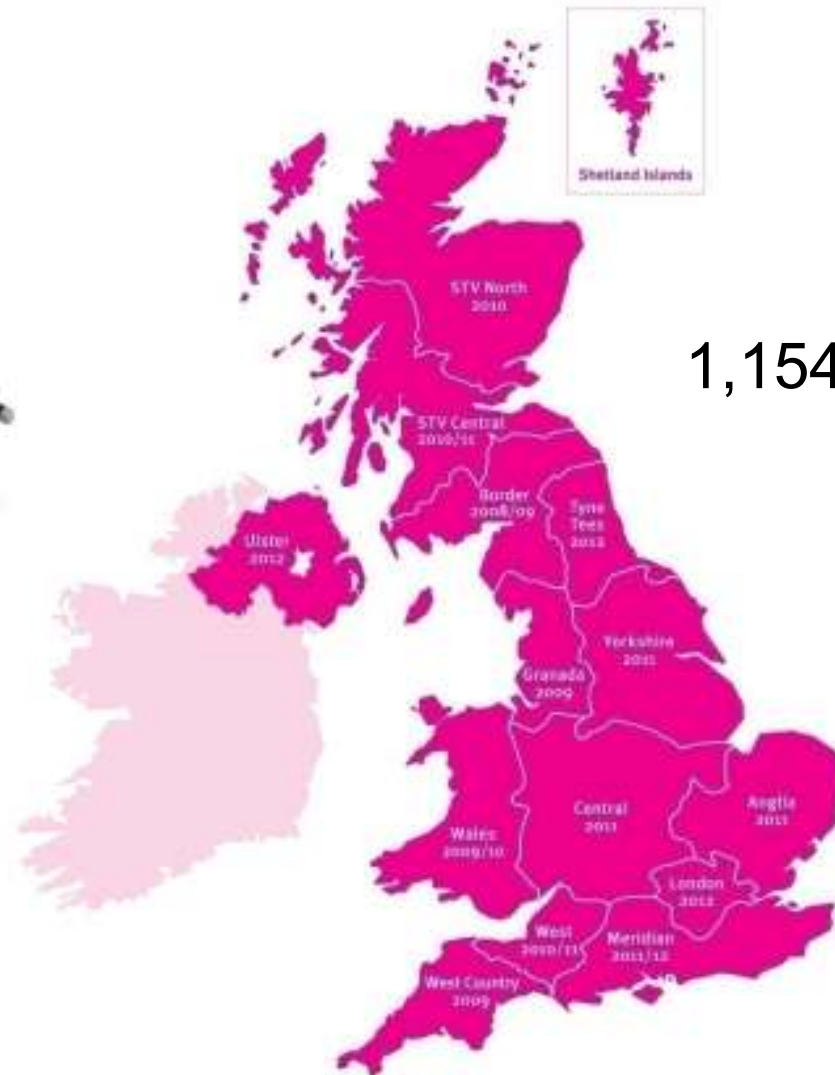 Shetland Islands
STV North
2010
1,154
STV Central
2010/11
Border
2008/09
Tyne
Tees
2012
Ulster
2012
Yorkshire
2011
Granada
2009
Central
2011
Anglia
2011
Wales
2009/10
London
2012
West
2010/11
Meridian
2011/12
West Country
2009